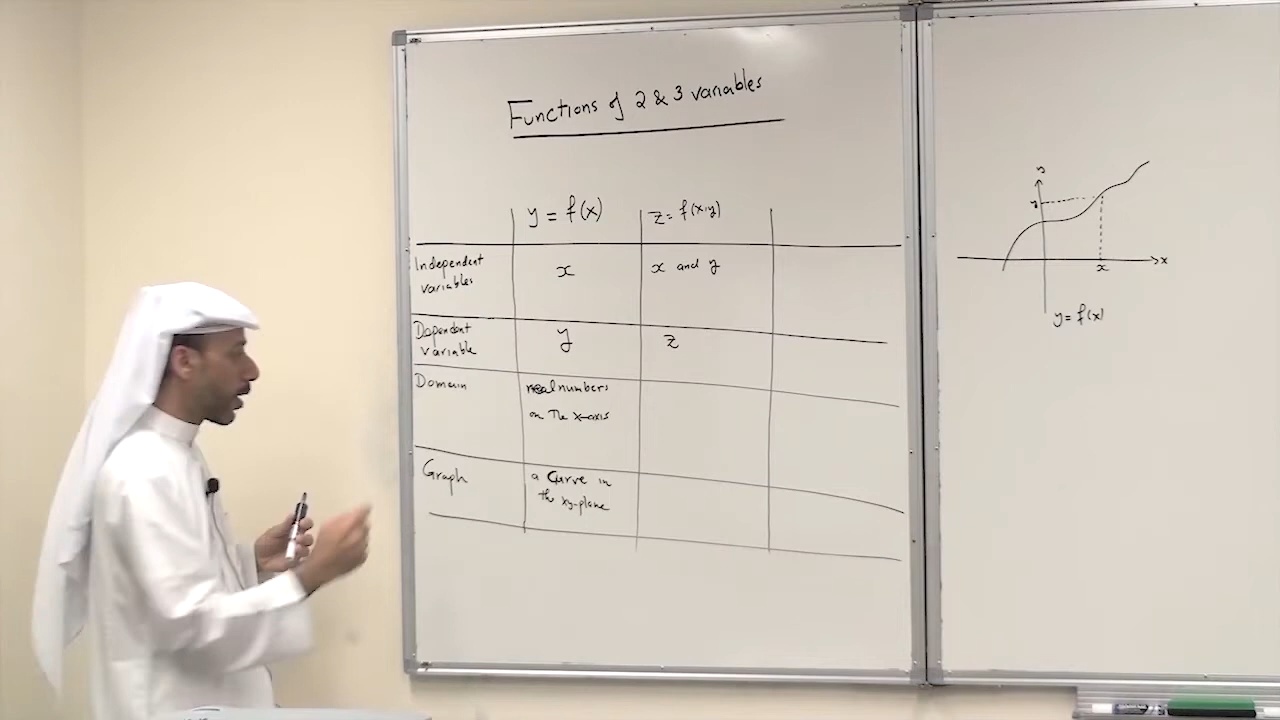 Functions of 2 & 3 variables
y = f(x)
z = f(x,y)
Independent
variables
x
x and y
Dependent
variable
y
z
Domain
real numbers
on the x-axis
Graph
a curve in
the xy-plane
y
y
x
x
y = f(x)